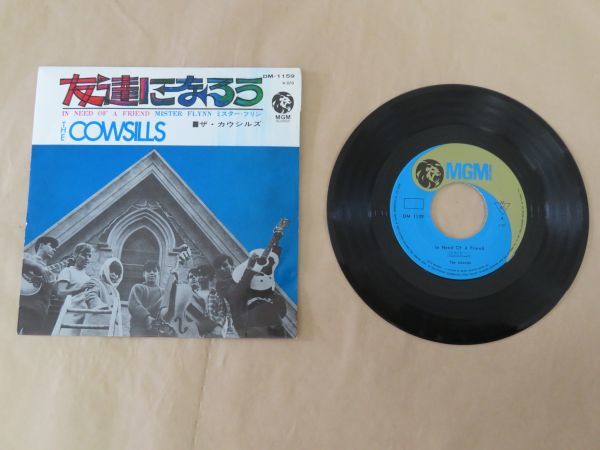 友達になろう
DM-1159
¥370
IN NEED OF A FRIEND MISTER FLYNN ミスター・フリン
MGM
THE COWSILLS
■ザ・カウシルズ
MGM
DM 1159
A
In Need Of A Friend
The Cowsills